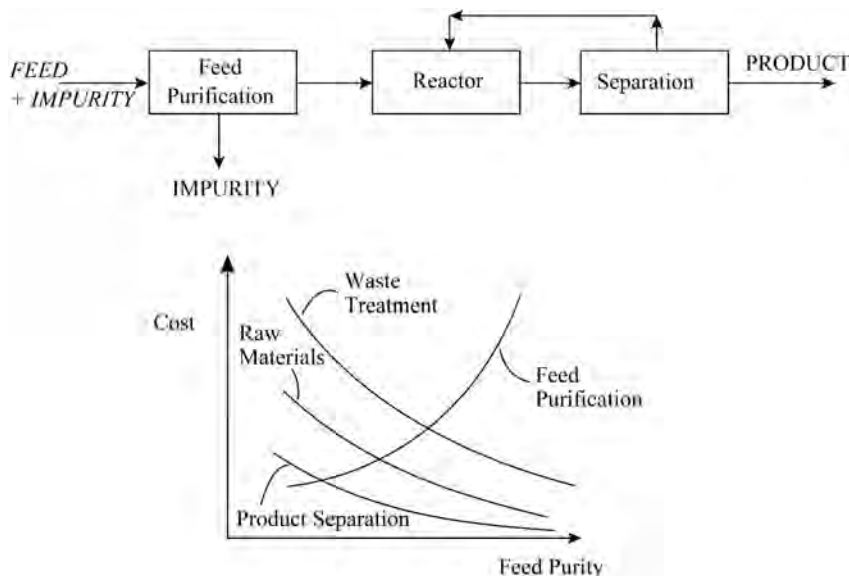 FEED
+ IMPURITY
Feed
Purification
Reactor
Separation
PRODUCT
IMPURITY
Cost
Waste
Treatment
Raw
Materials
Feed
Purification
Product Separation
Feed Purity